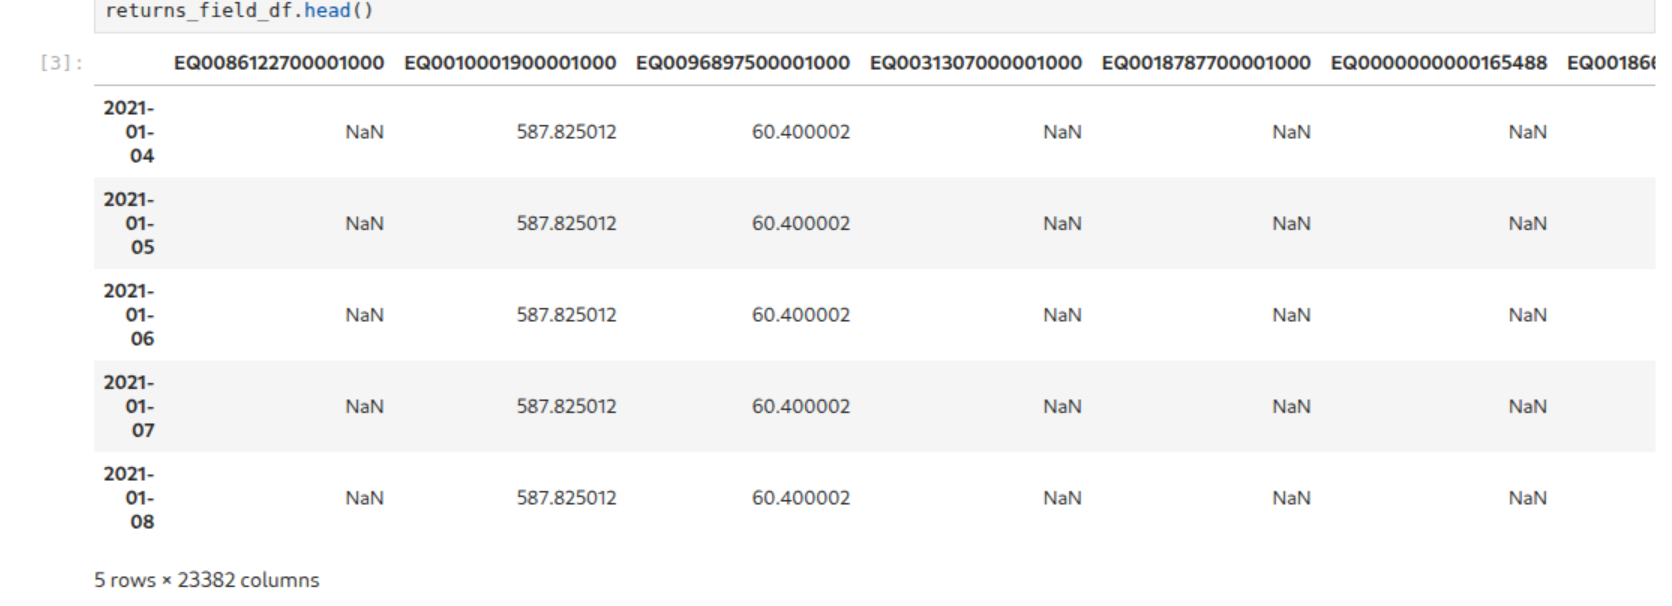 returns_field_df.head()
[3]:
EQ0086122700001000 EQ0010001900001000 EQ0096897500001000 EQ0031307000001000 EQ0018787700001000 EQ0000000000165488 EQ00186
2021-
01-
04
NaN 587.825012 60.400002 NaN NaN NaN
2021-
01-
05
NaN 587.825012 60.400002 NaN NaN NaN
2021-
01-
06
NaN 587.825012 60.400002 NaN NaN NaN
2021-
01-
07
NaN 587.825012 60.400002 NaN NaN NaN
2021-
01-
08
NaN 587.825012 60.400002 NaN NaN NaN
5 rows × 23382 columns